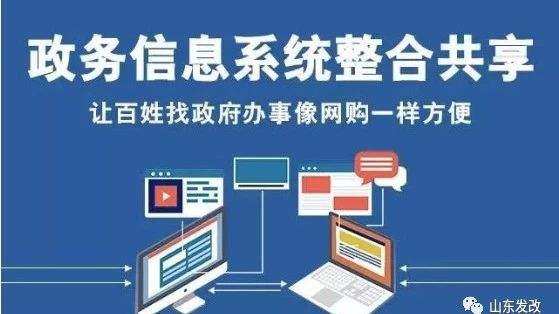 政务信息系统整合共享
让百姓找政府办事像网购一样方便
山东发改